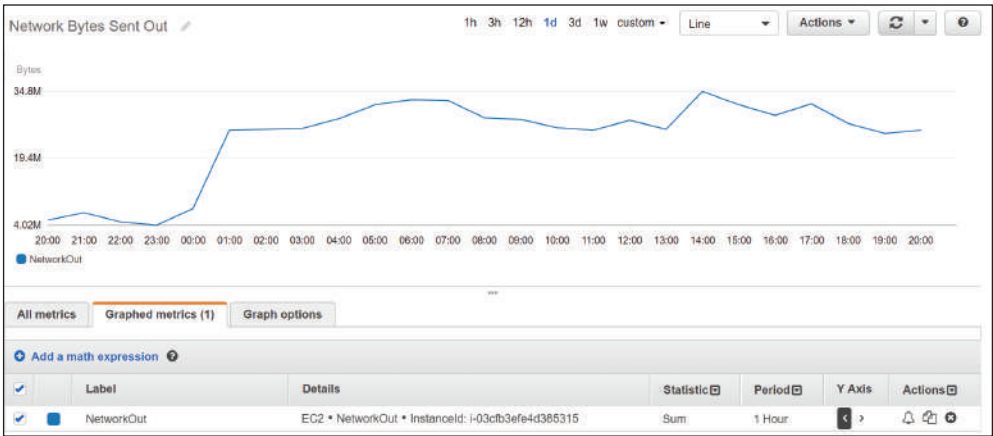 Network Bytes Sent Out
1h 3h 12h 1d 3d 1w custom
Line
Actions
Bytes
34.8M
19.4M
4.02M
20:00 21:00 22:00 23:00 00:00 01:00 02:00 03:00 04:00 05:00 06:00 07:00 08:00 09:00 10:00 11:00 12:00 13:00 14:00 15:00 16:00 17:00 18:00 19:00 20:00
NetworkOut
All metrics Graphed metrics (1) Graph options
Add a math expression
Label Details Statistic Period Y Axis Actions
NetworkOut EC2 • NetworkOut • InstanceId: i-03cfb3efe4d385315 Sum 1 Hour